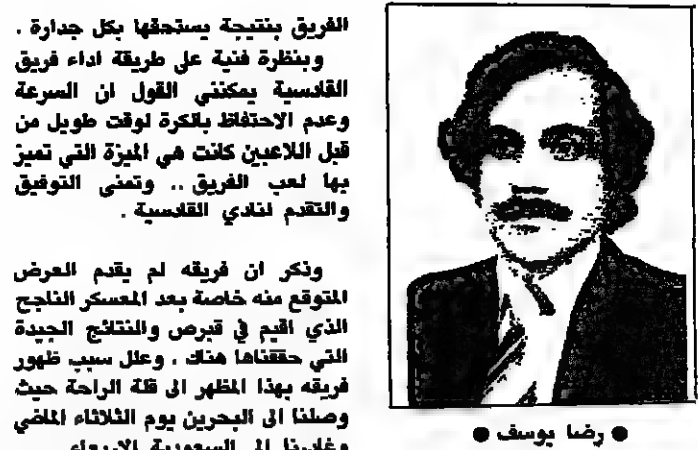 الفريق بنتيجة يستحقها بكل جدارة .
وبنظرة فنية على طريقة اداء فريق
القادسية يمكنني القول ان السرعة
وعدم الاحتفاظ بالكرة لوقت طويل من
قبل اللاعبين كانت هي الميزة التي تميز
بها لعب الفريق .. وتمنى التوفيق
والتقدم لنادي القادسية .
وذكر ان فريقه لم يقدم العرض
المتوقع منه خاصة بعد المعسكر الناجح
الذي اقيم في قبرص والنتائج الجيدة
التي حققناها هناك . وعلل سبب ظهور
فريقه بهذا المظهر الى قلة الراحة حيث
وصلنا الى البحرين يوم الثلاثاء الماضي
وغادرنا الى السعودية الاربعاء
● رضا يوسف ●